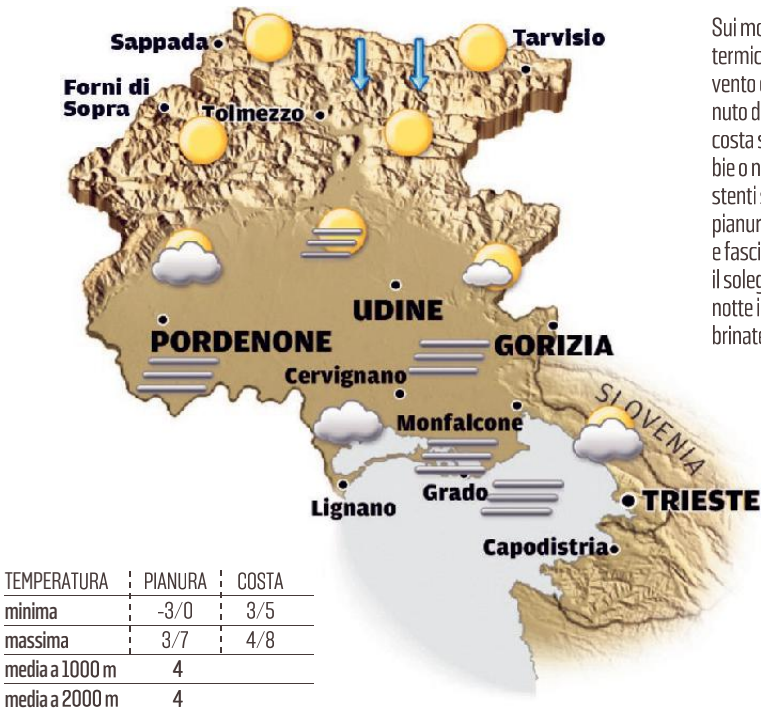 Sappada
Tarvisio
Forni di
Sopra
Tolmezzo
UDINE
PORDENONE
GORIZIA
Cervignano
SLOVENIA
Monfalcone
Grado
Lignano
TRIESTE
Capodistria
Sui mo
termic
vento
nuto d
costa s
bie o n
stenti s
pianur
e fasci
il soleg
notte i
brinate
TEMPERATURA PIANURA COSTA
minima -3/0 3/5
massima 3/7 4/8
media a 1000 m 4
media a 2000 m 4